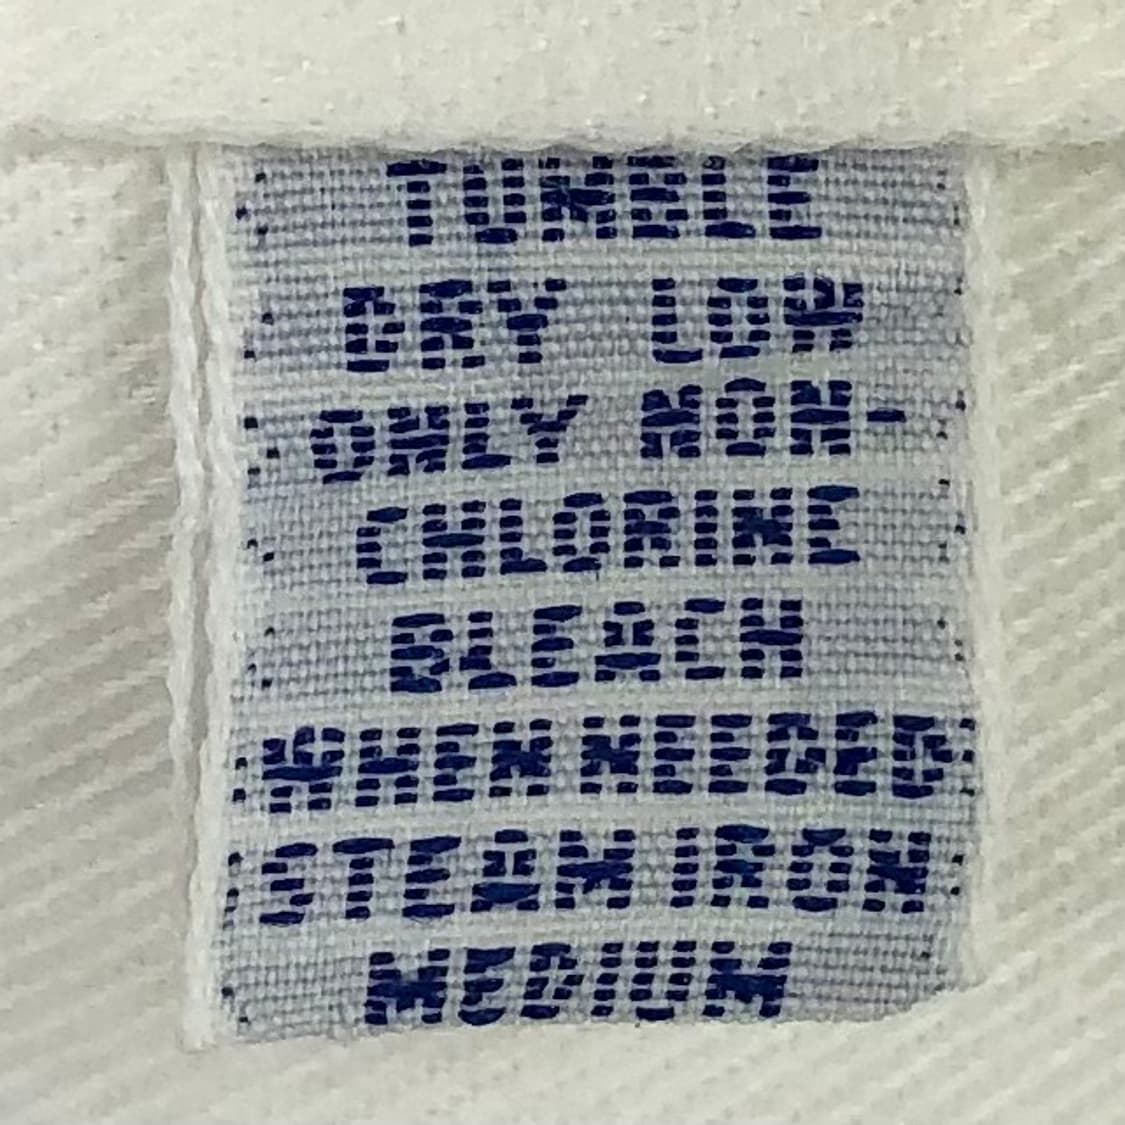 TUMBLE
DRY LOW
ONLY NON-
CHLORINE
BLEACH
WHEN NEEDED
STEAM IRON
MEDIUM